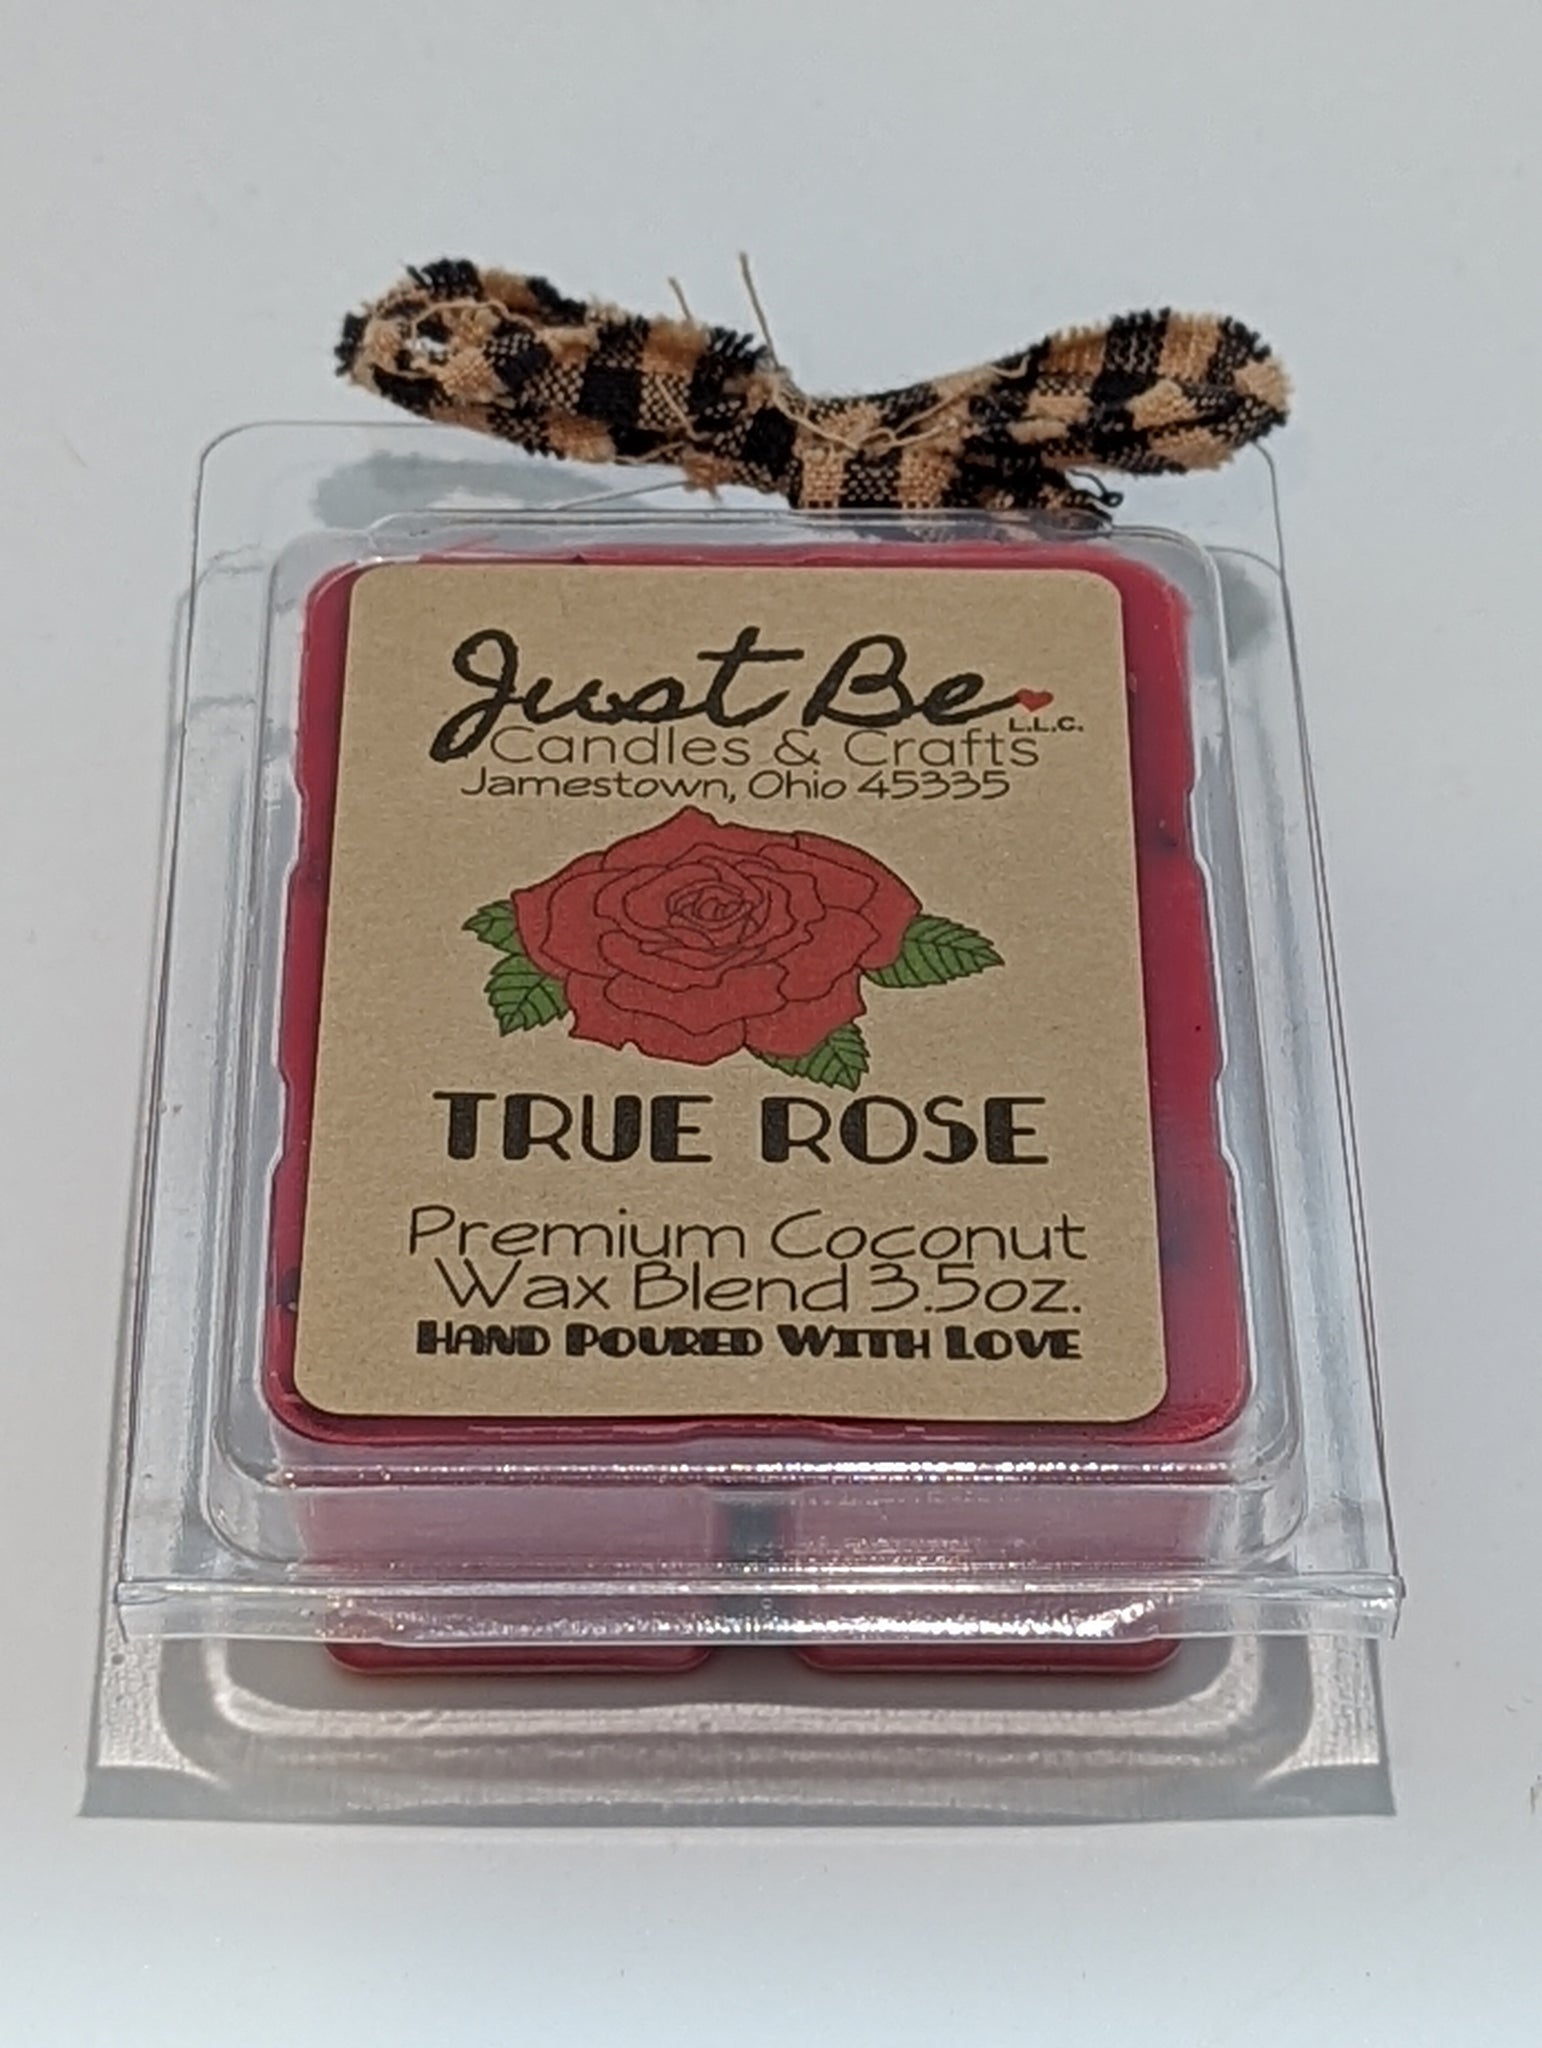 Just Be
L.L.C.
Candles & Crafts
Jamestown, Ohio 45335
TRUE ROSE
Premium Coconut
Wax Blend 3.5oz.
HAND POURED WITH LOVE